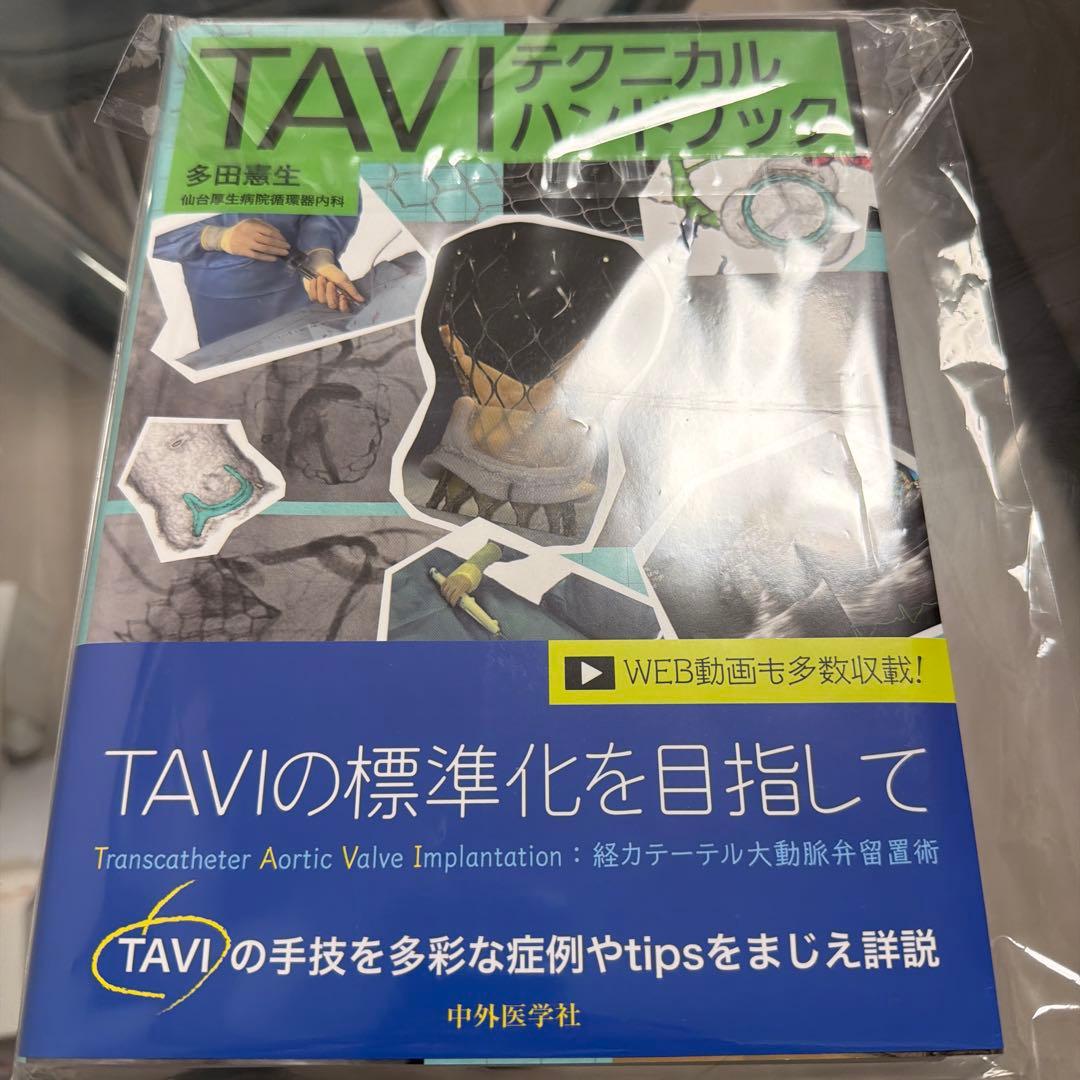 TAVI
テクニカル
ハンドブック
多田憲生
仙台厚生病院循環器内科
WEB動画も多数収載!
TAVIの標準化を目指して
Transcatheter Aortic Valve Implantation：経カテーテル大動脈弁留置術
TAVIの手技を多彩な症例やtipsをまじえ詳説
中外医学社